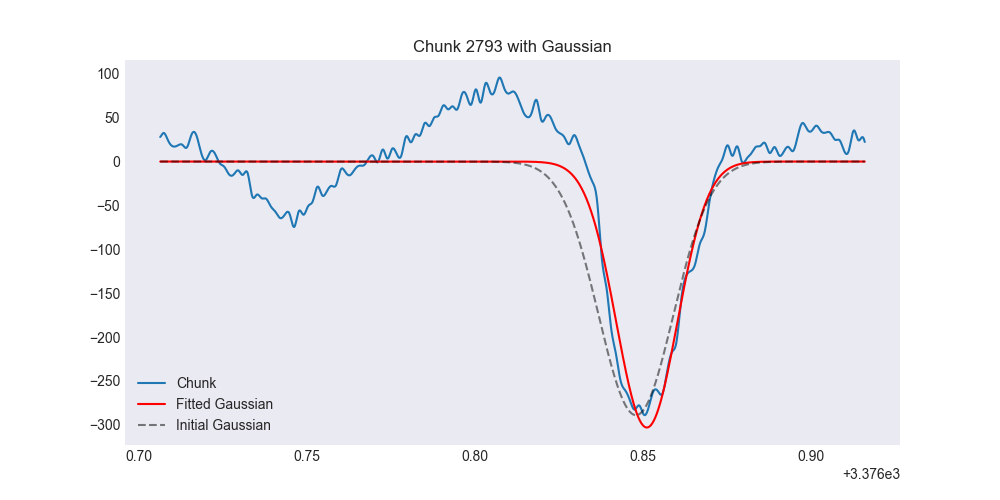 Chunk 2793 with Gaussian
100
50
0
−50
−100
−150
−200
−250
−300
Chunk
Fitted Gaussian
Initial Gaussian
0.70 0.75 0.80 0.85 0.90
+3.376e3